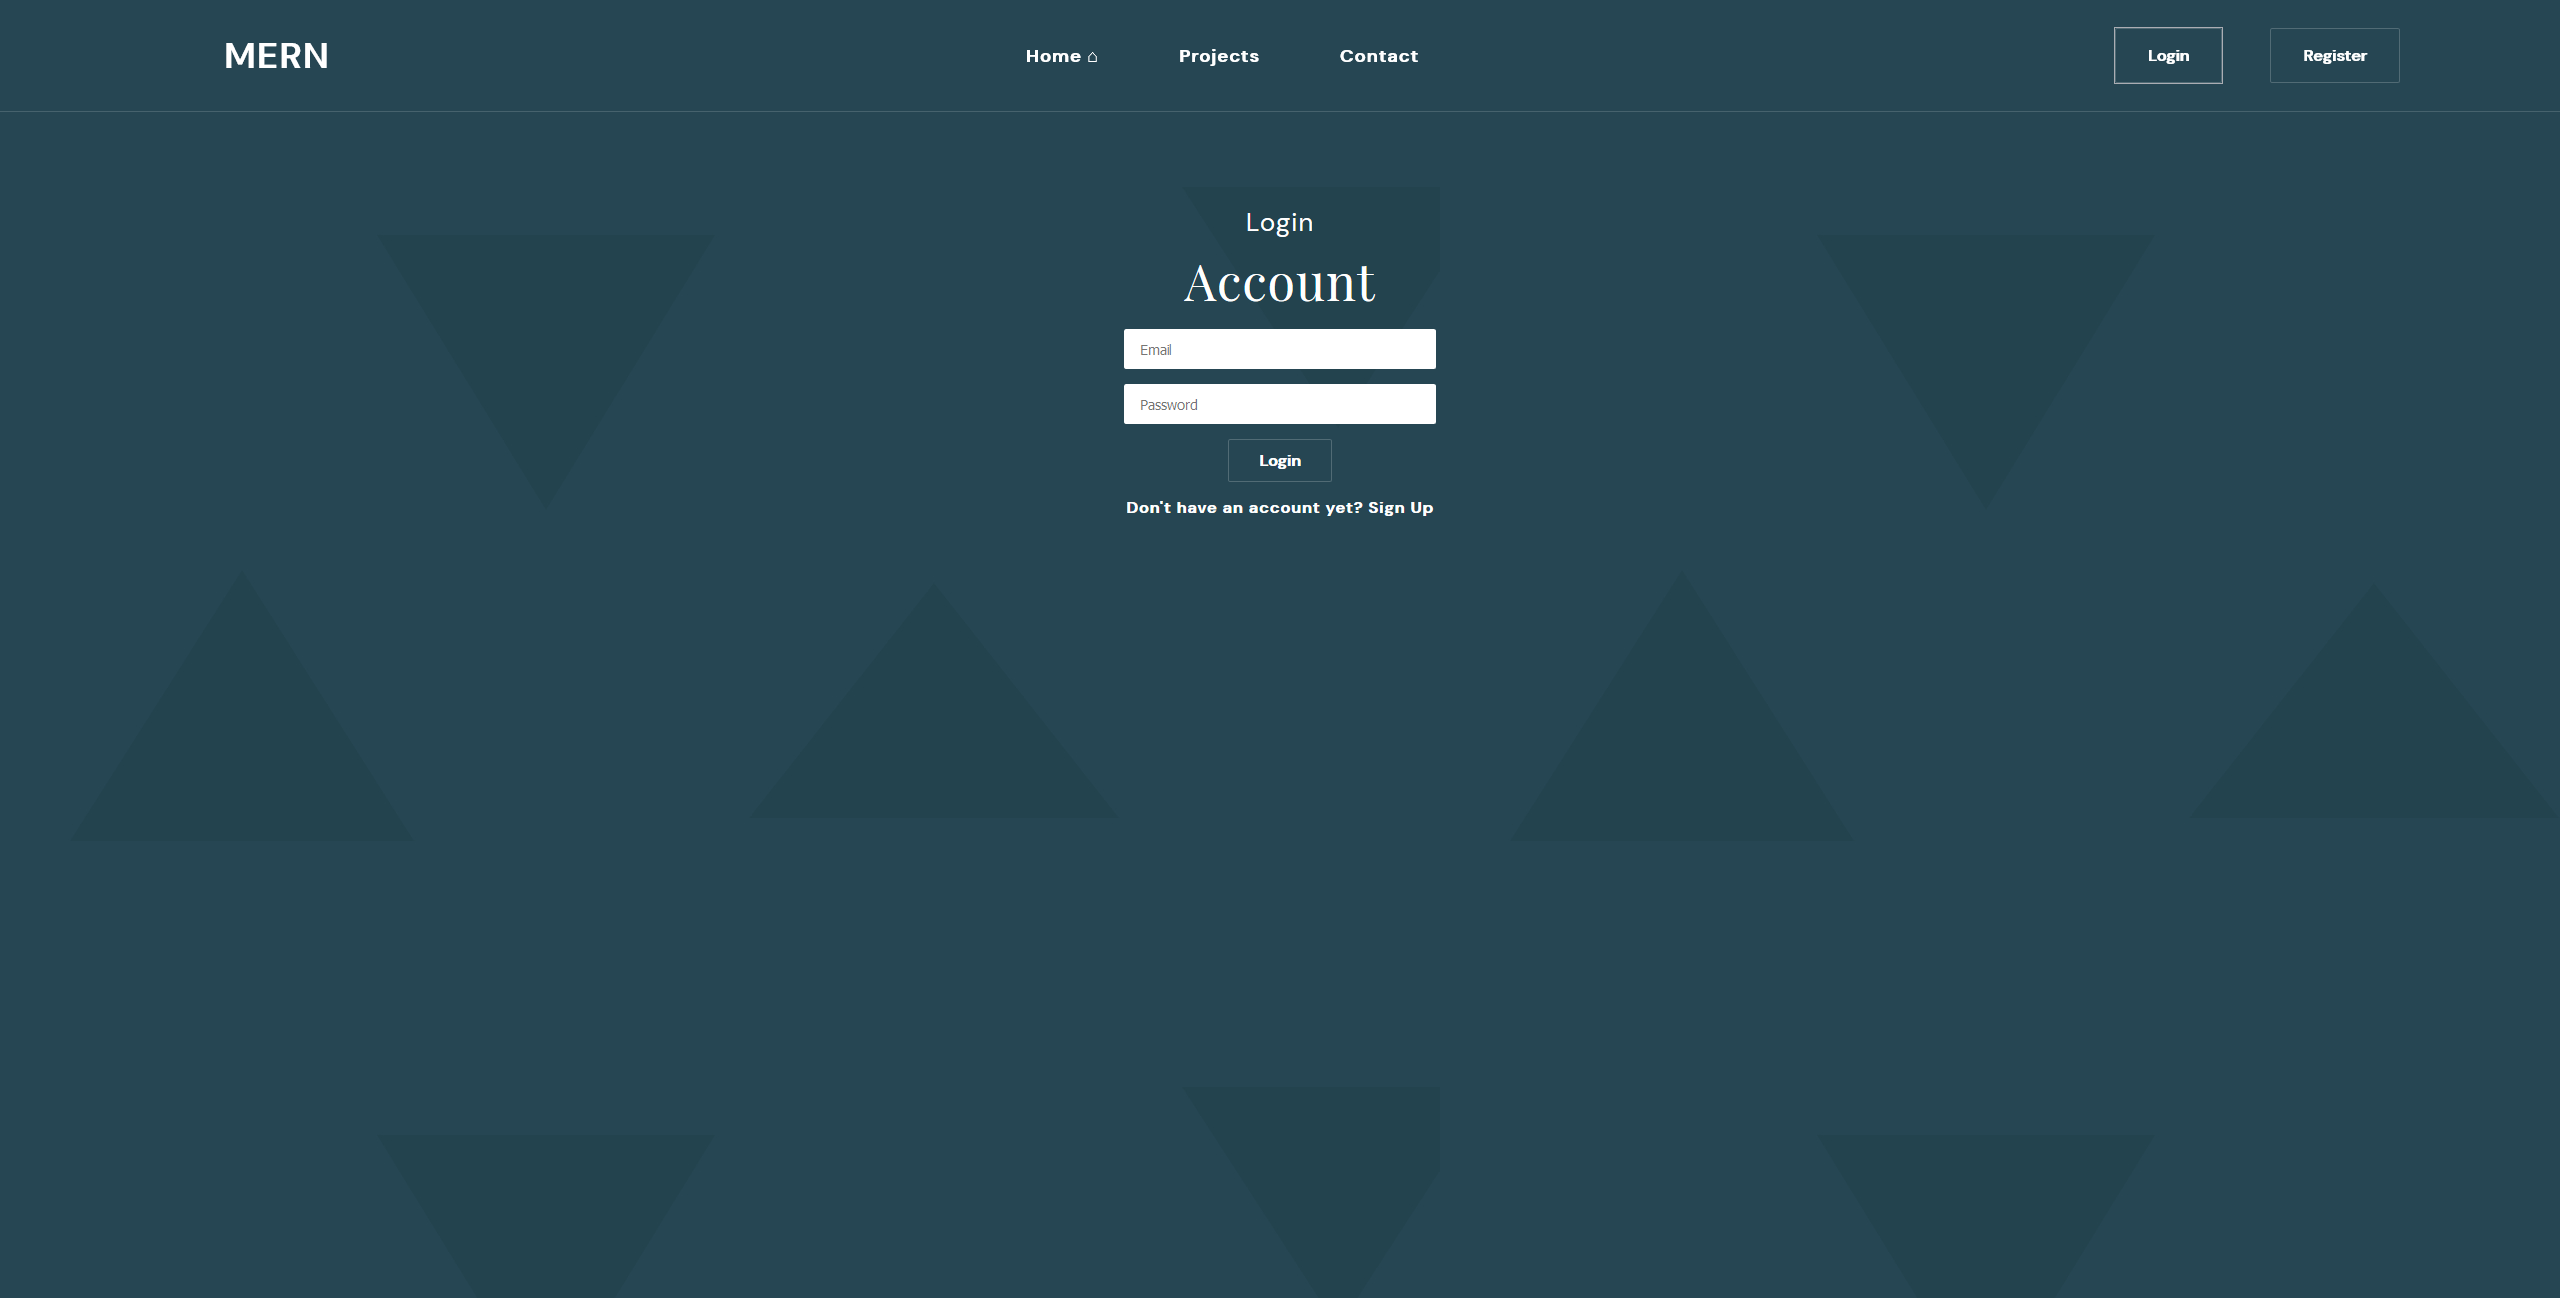 MERN
Home ⌂
Projects
Contact
Login
Register
Login
Account
Email
Password
Login
Don't have an account yet? Sign Up